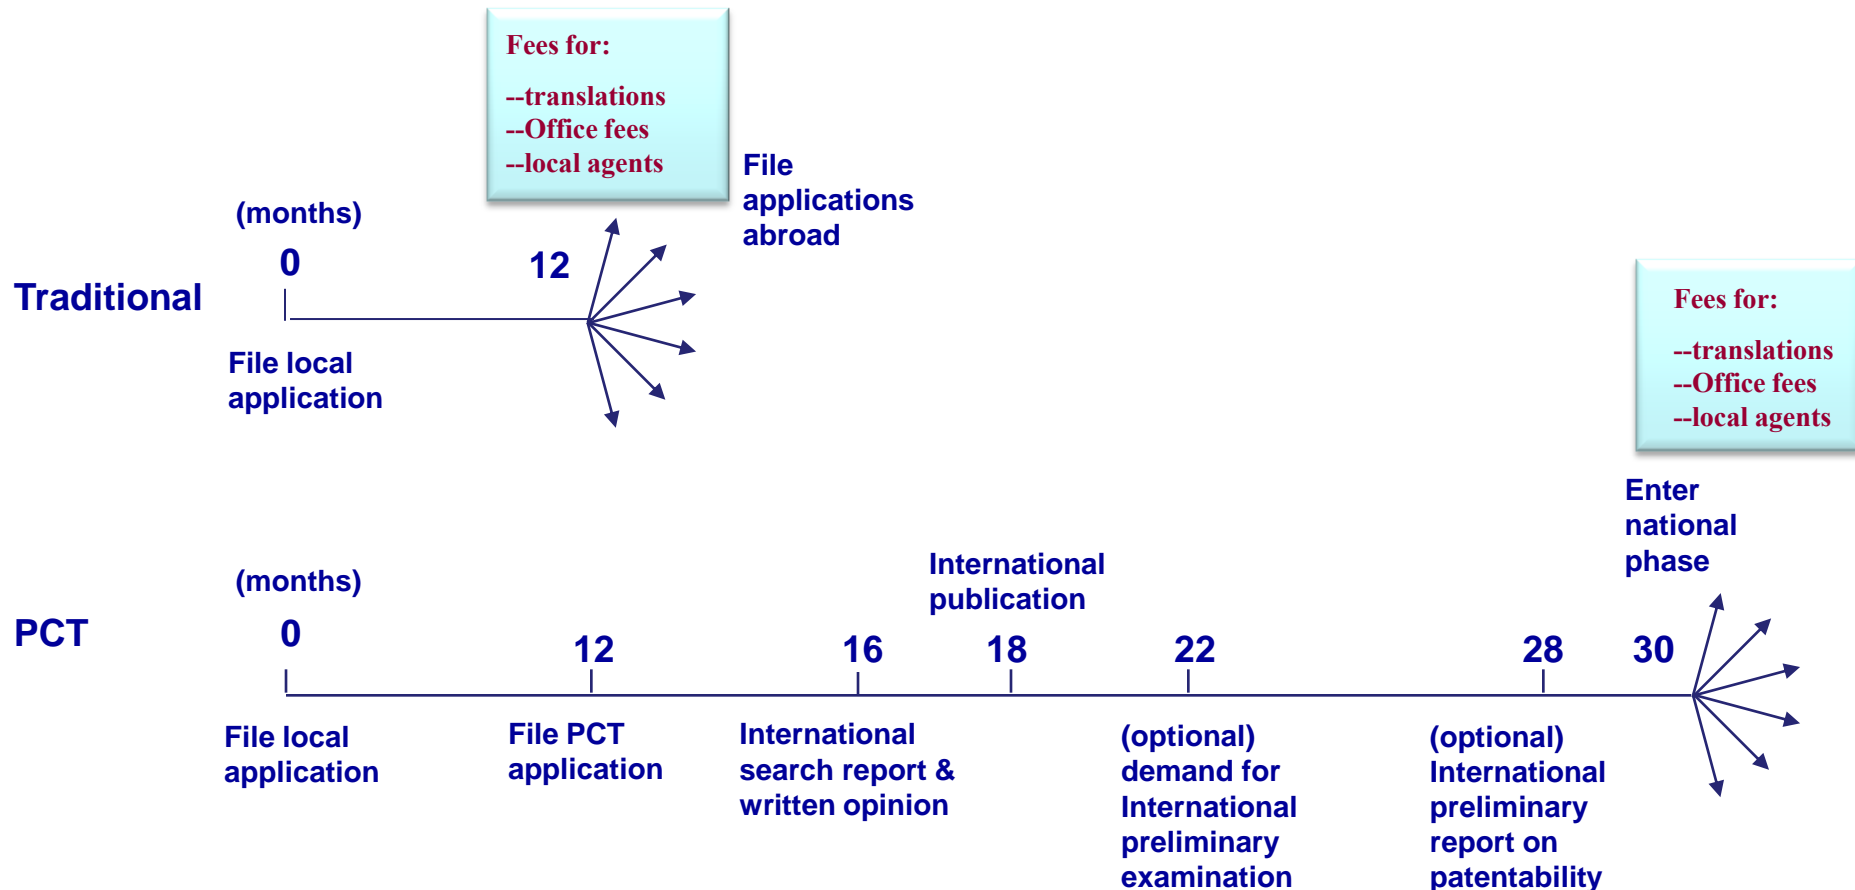 Fees for:
--translations
--Office fees
--local agents
File
applications
abroad
(months)
0
12
Traditional
File local
application
Fees for:
--translations
--Office fees
--local agents
Enter
national
phase
International
publication
(months)
PCT
0
12
16
18
22
28
30
File local
application
File PCT
application
International
search report &
written opinion
(optional)
demand for
International
preliminary
examination
(optional)
International
preliminary
report on
patentability